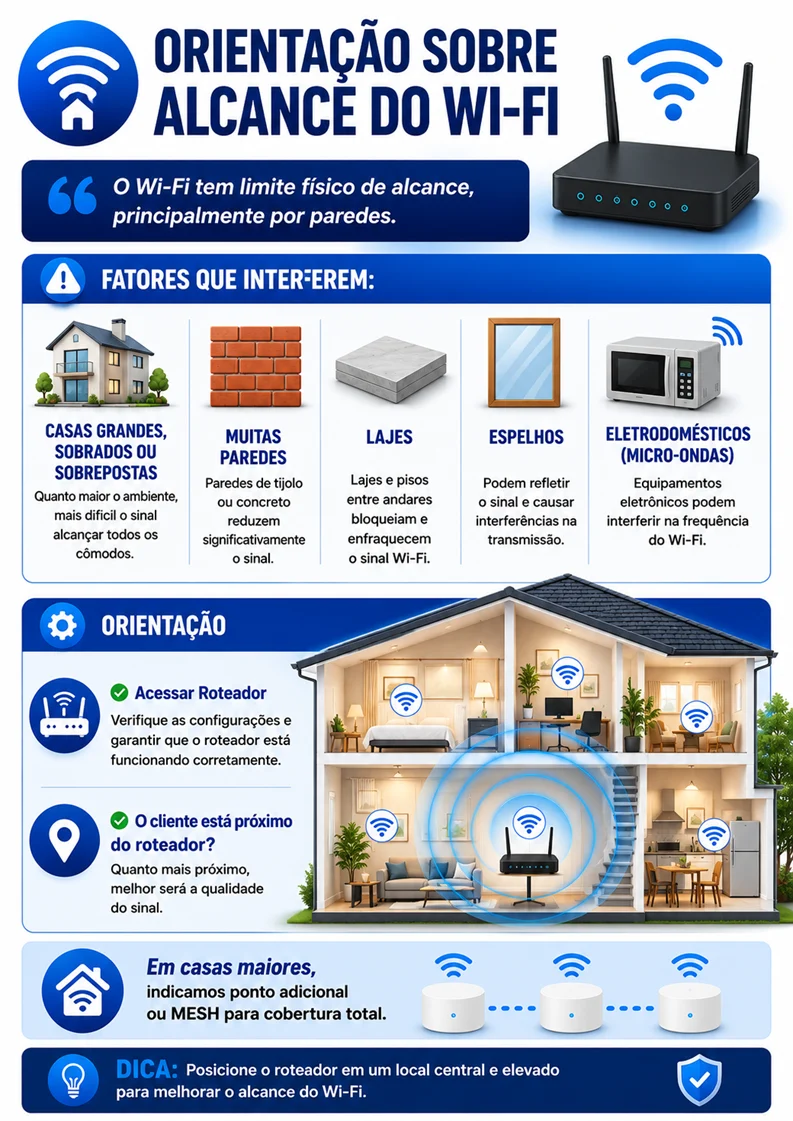 ORIENTAÇÃO SOBRE
ALCANCE DO WI-FI
O Wi-Fi tem limite físico de alcance,
principalmente por paredes.
FATORES QUE INTERFEREM:
CASAS GRANDES,
SOBRADOS OU
SOBREPOSTAS
Quanto maior o ambiente,
mais difícil o sinal
alcançar todos os
cômodos.
MUITAS
PAREDES
Paredes de tijolo
ou concreto
reduzem
significativamente
o sinal.
LAJES
Lajes e pisos
entre andares
bloqueiam e
enfraquecem
o sinal Wi-Fi.
ESPELHOS
Podem refletir
o sinal e causar
interferências na
transmissão.
ELETRODOMÉSTICOS
(MICRO-ONDAS)
Equipamentos
eletrônicos podem
interferir na frequência
do Wi-Fi.
ORIENTAÇÃO
Acessar Roteador
Verifique as configurações e
garantir que o roteador está
funcionando corretamente.
O cliente está próximo
do roteador?
Quanto mais próximo,
melhor será a qualidade
do sinal.
Em casas maiores,
indicamos ponto adicional
ou MESH para cobertura total.
DICA: Posicione o roteador em um local central e elevado
para melhorar o alcance do Wi-Fi.